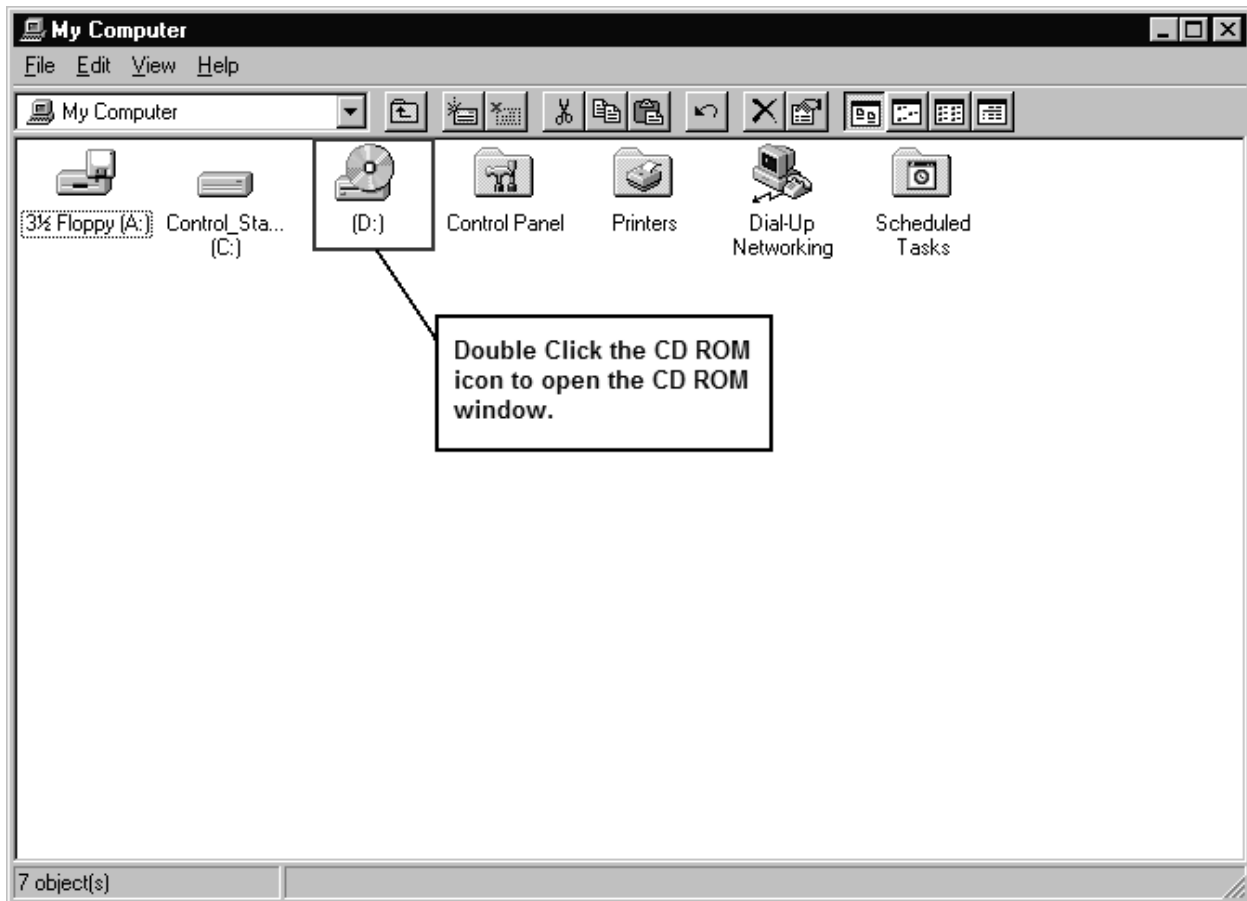 My Computer
File Edit View Help
My Computer
3½ Floppy (A:)
Control_Sta...
(C:)
(D:)
Control Panel
Printers
Dial-Up
Networking
Scheduled
Tasks
Double Click the CD ROM
icon to open the CD ROM
window.
7 object(s)